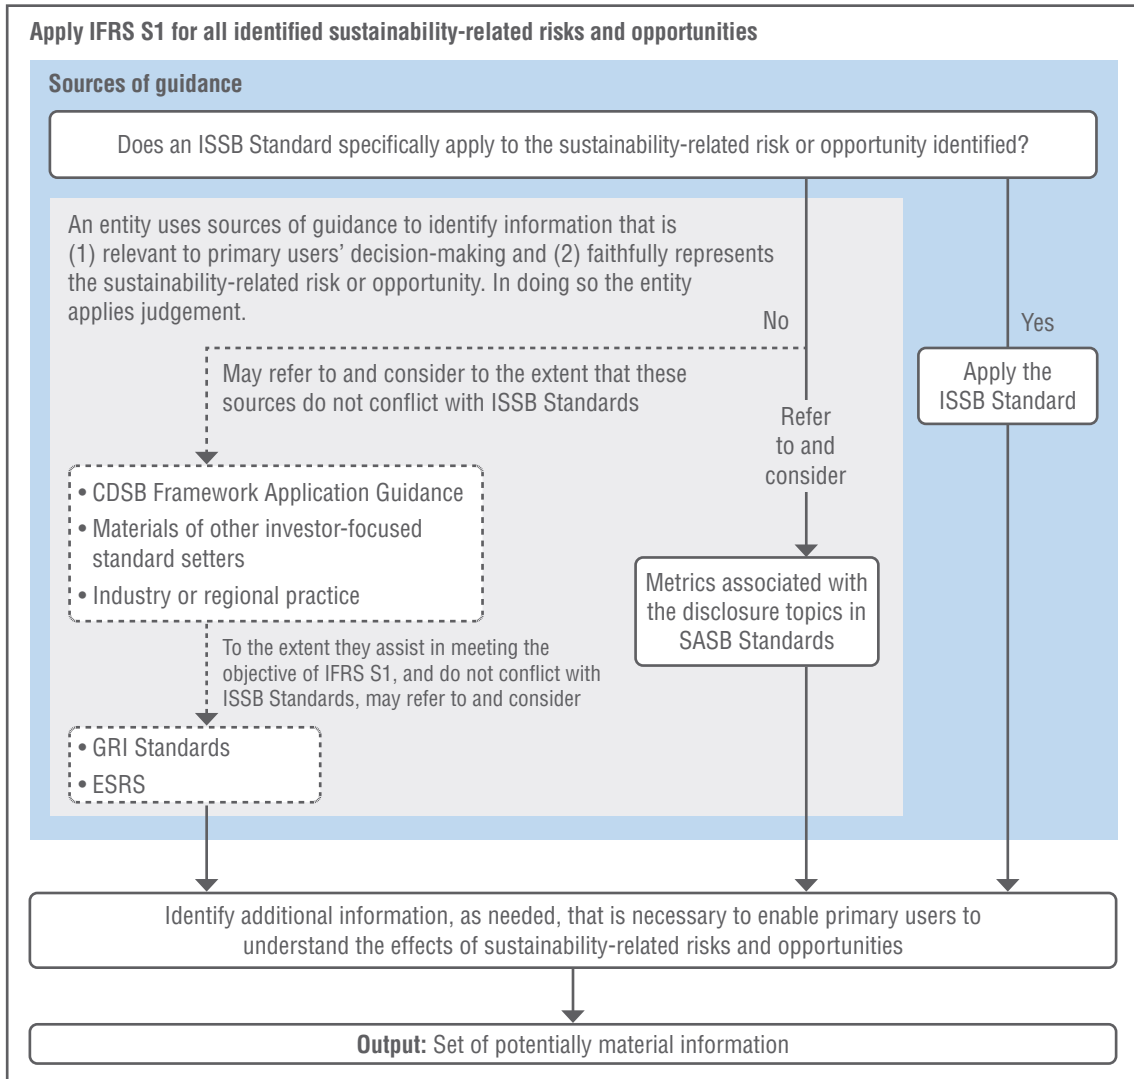 Apply IFRS S1 for all identified sustainability-related risks and opportunities
Sources of guidance
Does an ISSB Standard specifically apply to the sustainability-related risk or opportunity identified?
An entity uses sources of guidance to identify information that is
(1) relevant to primary users’ decision-making and (2) faithfully represents
the sustainability-related risk or opportunity. In doing so the entity
applies judgement.
No
Yes
May refer to and consider to the extent that these
sources do not conflict with ISSB Standards
Apply the
ISSB Standard
Refer
to and
consider
• CDSB Framework Application Guidance
• Materials of other investor-focused
standard setters
• Industry or regional practice
Metrics associated with
the disclosure topics in
SASB Standards
To the extent they assist in meeting the
objective of IFRS S1, and do not conflict with
ISSB Standards, may refer to and consider
• GRI Standards
• ESRS
Identify additional information, as needed, that is necessary to enable primary users to
understand the effects of sustainability-related risks and opportunities
Output: Set of potentially material information